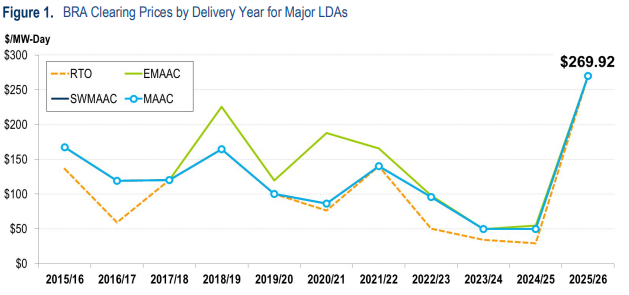 Figure 1. BRA Clearing Prices by Delivery Year for Major LDAs
$/MW-Day
$300
$250
$200
$150
$100
$50
$0
RTO
EMAAC
SWMAAC
MAAC
$269.92
2015/16 2016/17 2017/18 2018/19 2019/20 2020/21 2021/22 2022/23 2023/24 2024/25 2025/26